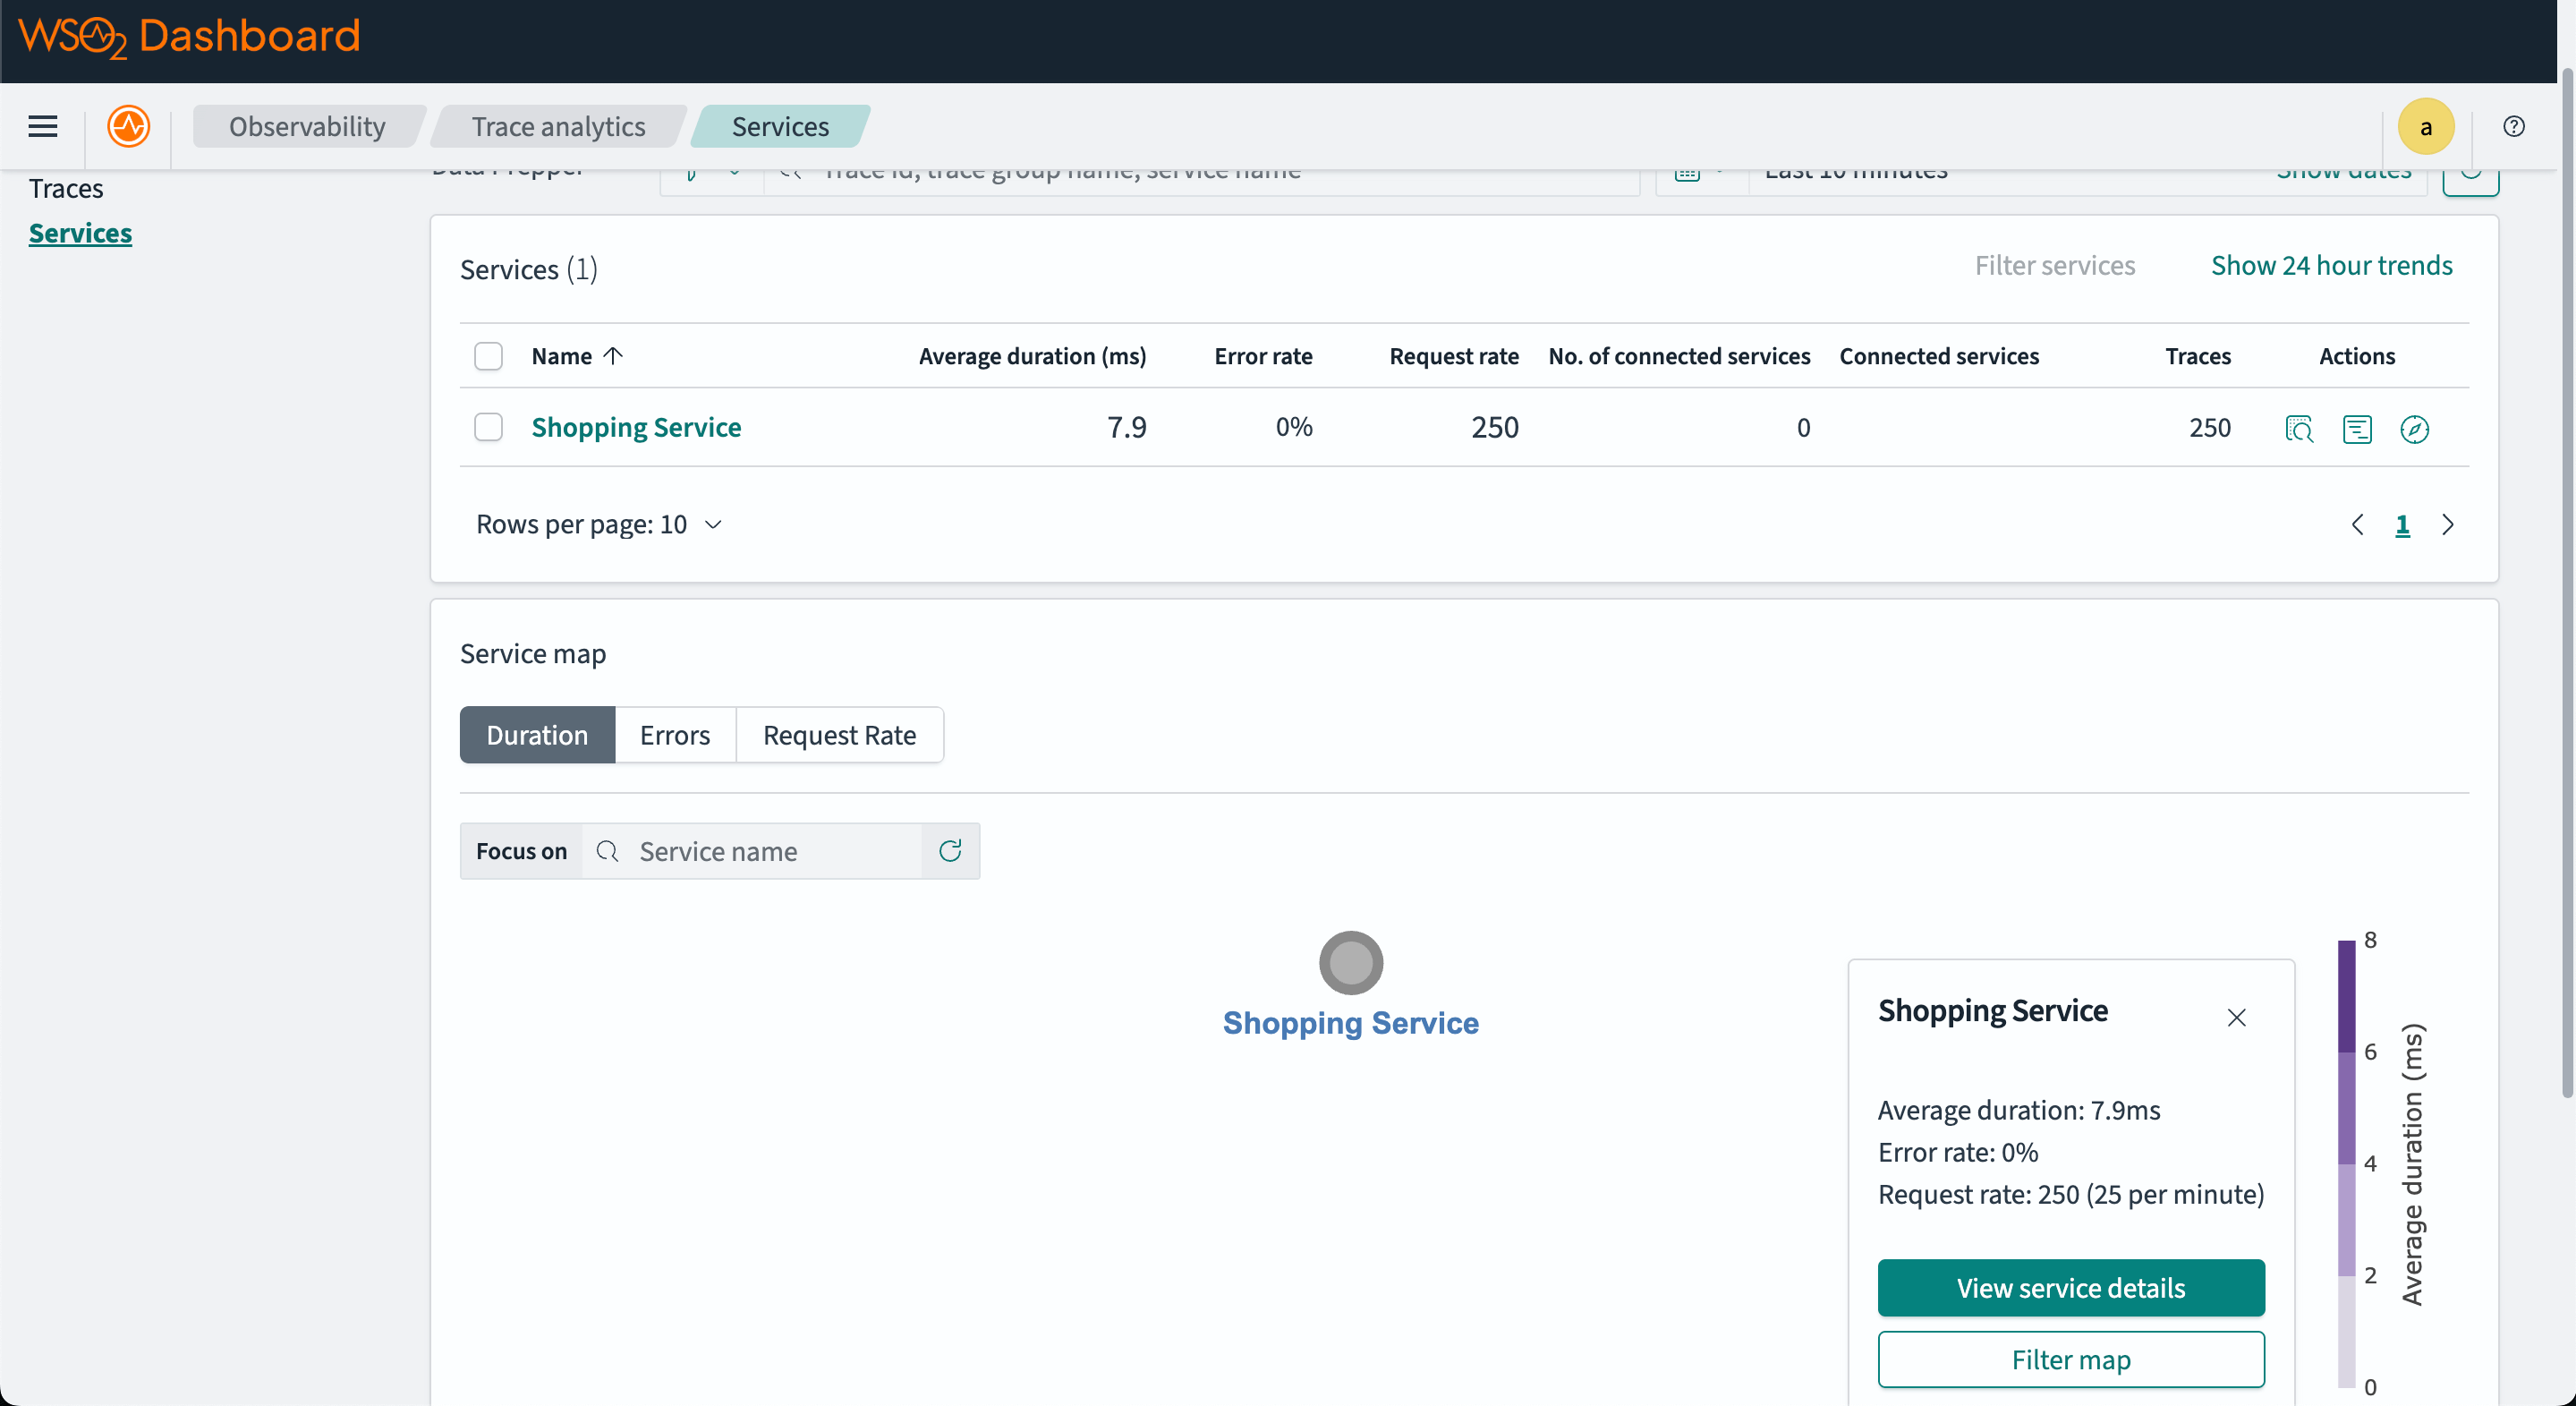 WSO2 Dashboard
Observability
Trace analytics
Services
a
Traces
Services
Data Prepper
Trace id, trace group name, service name
Last 10 minutes
Show dates
Services (1)
Filter services
Show 24 hour trends
Name
Average duration (ms)
Error rate
Request rate
No. of connected services
Connected services
Traces
Actions
Shopping Service
7.9
0%
250
0
250
Rows per page: 10
1
Service map
Duration
Errors
Request Rate
Focus on
Service name
Shopping Service
Shopping Service
Average duration: 7.9ms
Error rate: 0%
Request rate: 250 (25 per minute)
View service details
Filter map
8
6
4
2
0
Average duration (ms)